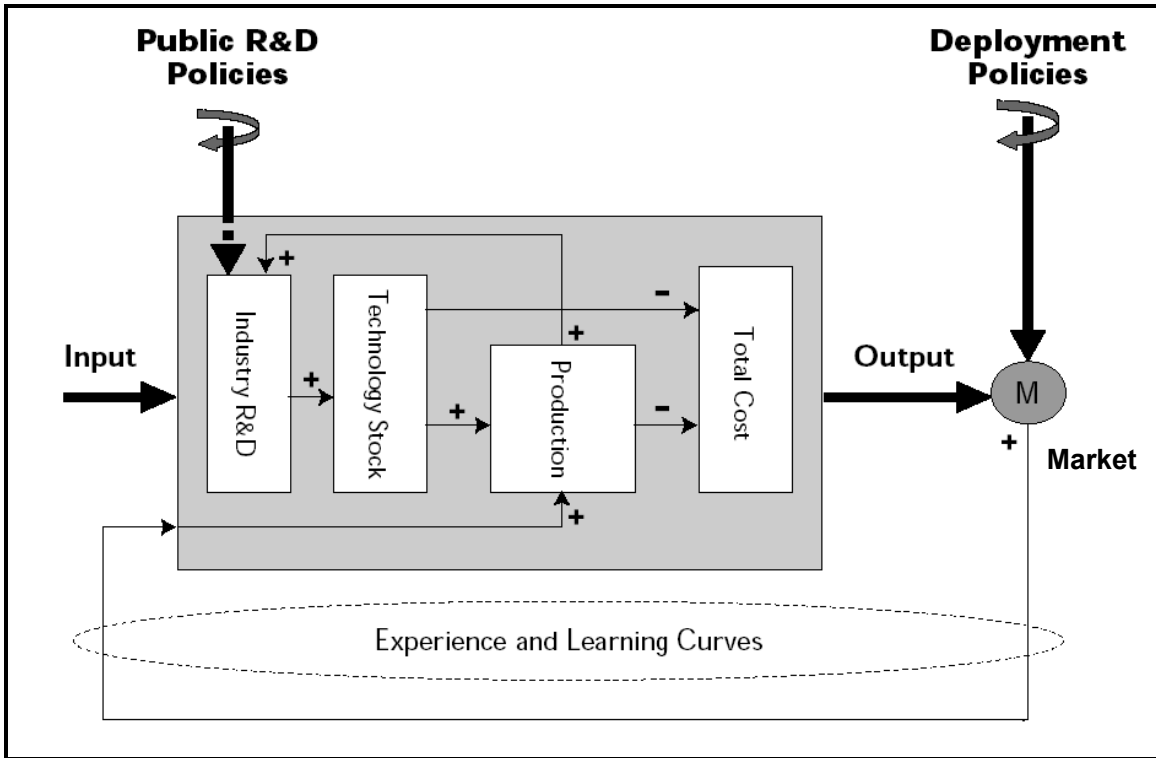 Public R&D
Policies
Deployment
Policies
+
-
+
Input
Industry R&D
+
Technology Stock
+
Production
-
Total Cost
Output
M
+
Market
+
Experience and Learning Curves